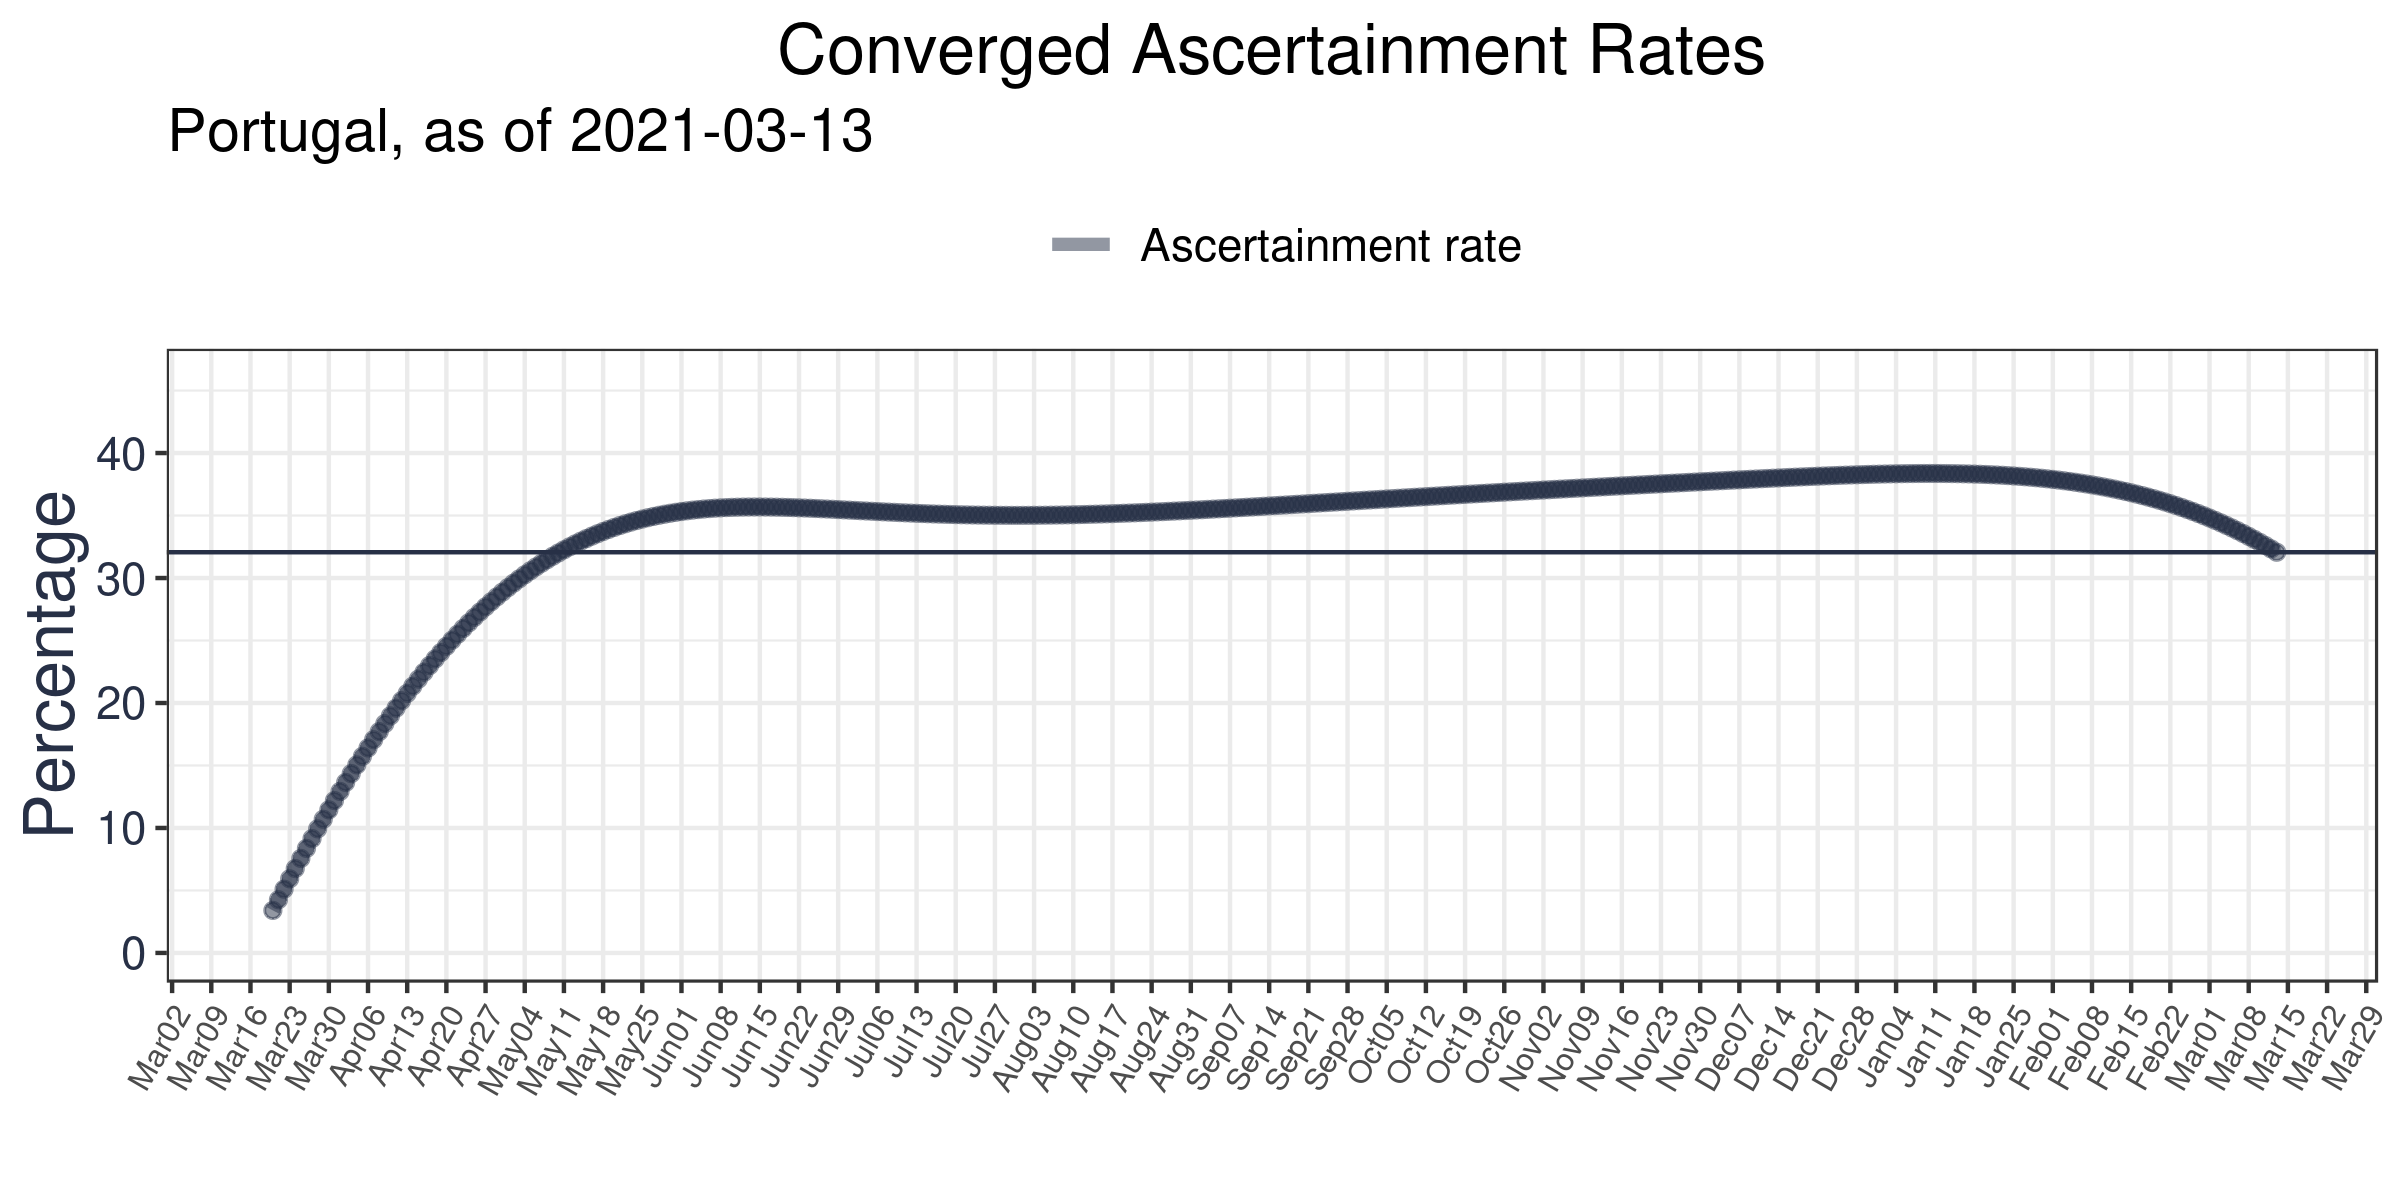 Converged Ascertainment Rates
Portugal, as of 2021-03-13
Ascertainment rate
Percentage
40
30
20
10
0
Mar02 Mar09 Mar16 Mar23 Mar30 Apr06 Apr13 Apr20 Apr27 May04 May11 May18 May25 Jun01 Jun08 Jun15 Jun22 Jun29 Jul06 Jul13 Jul20 Jul27 Aug03 Aug10 Aug17 Aug24 Aug31 Sep07 Sep14 Sep21 Sep28 Oct05 Oct12 Oct19 Oct26 Nov02 Nov09 Nov16 Nov23 Nov30 Dec07 Dec14 Dec21 Dec28 Jan04 Jan11 Jan18 Jan25 Feb01 Feb08 Feb15 Feb22 Mar01 Mar08 Mar15 Mar22 Mar29